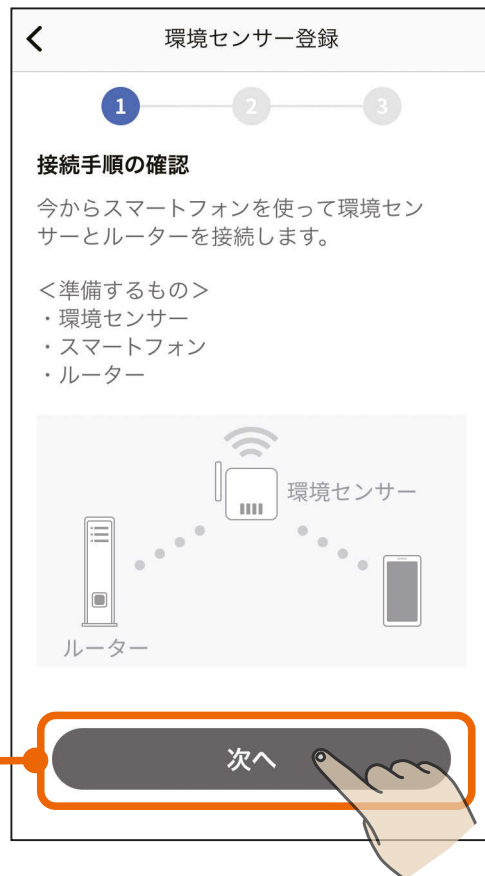 環境センサー登録
1 2 3
接続手順の確認
今からスマートフォンを使って環境セン
サーとルーターを接続します。
＜準備するもの＞
・環境センサー
・スマートフォン
・ルーター
環境センサー
ルーター
次へ